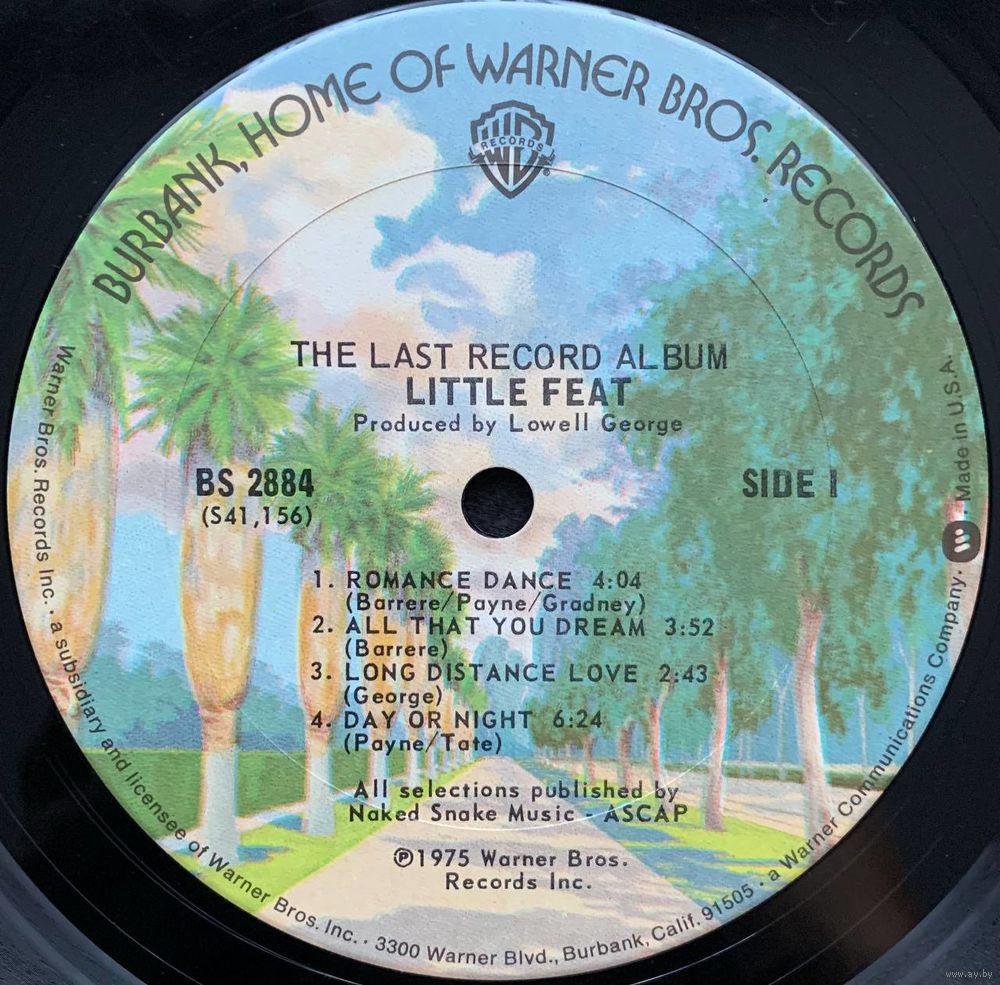 BURBANK, HOME OF WARNER BROS. RECORDS
RECORDS
®
THE LAST RECORD ALBUM
LITTLE FEAT
Produced by Lowell George
BS 2884
(S41,156)
SIDE 1
1. ROMANCE DANCE 4:04
(Barrere/Payne/Gradney)
2. ALL THAT YOU DREAM 3:52
(Barrere)
3. LONG DISTANCE LOVE 2:43
(George)
4. DAY OR NIGHT 6:24
(Payne/Tate)
All selections published by
Naked Snake Music - ASCAP
℗1975 Warner Bros.
Records Inc.
Warner Bros. Records Inc. · a subsidiary and licensee of Warner Bros. Inc. · 3300 Warner Blvd., Burbank, Calif. 91505 · a Warner Communications Company. · Made in U.S.A.
www.ay.by